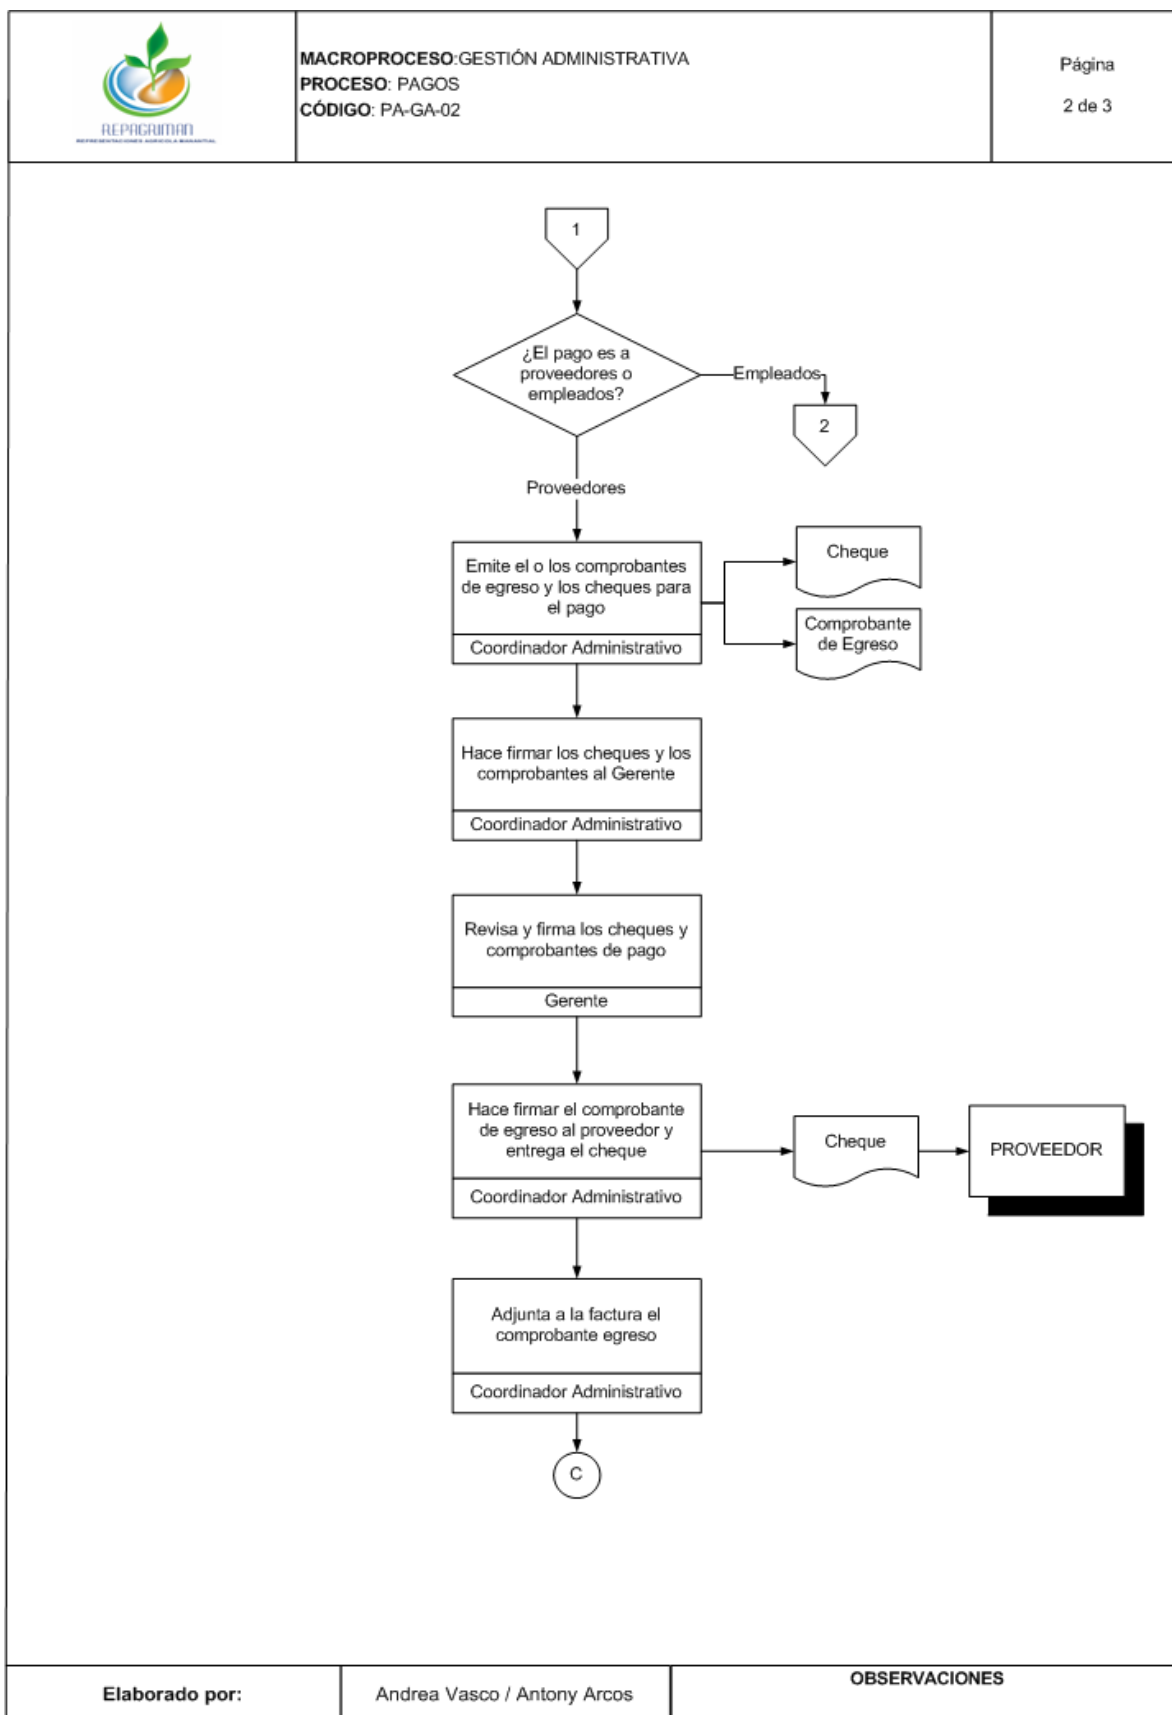 REPAGRIMAN
REPRESENTACIONES AGRICOLA MANANTIAL
MACROPROCESO:GESTIÓN ADMINISTRATIVA
PROCESO: PAGOS
CÓDIGO: PA-GA-02
Página
2 de 3
1
¿El pago es a
proveedores o
empleados?
Empleados
2
Proveedores
Emite el o los comprobantes
de egreso y los cheques para
el pago
Coordinador Administrativo
Cheque
Comprobante
de Egreso
Hace firmar los cheques y los
comprobantes al Gerente
Coordinador Administrativo
Revisa y firma los cheques y
comprobantes de pago
Gerente
Hace firmar el comprobante
de egreso al proveedor y
entrega el cheque
Coordinador Administrativo
Cheque
PROVEEDOR
Adjunta a la factura el
comprobante egreso
Coordinador Administrativo
C
Elaborado por:
Andrea Vasco / Antony Arcos
OBSERVACIONES